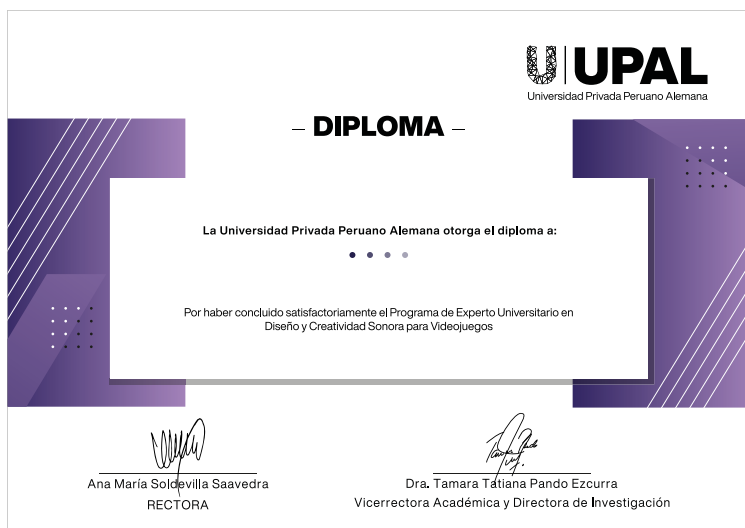 UPAL
Universidad Privada Peruano Alemana
– DIPLOMA –
La Universidad Privada Peruano Alemana otorga el diploma a:
Por haber concluido satisfactoriamente el Programa de Experto Universitario en
Diseño y Creatividad Sonora para Videojuegos
Ana María Soldevilla Saavedra
RECTORA
Dra. Tamara Tatiana Pando Ezcurra
Vicerrectora Académica y Directora de Investigación